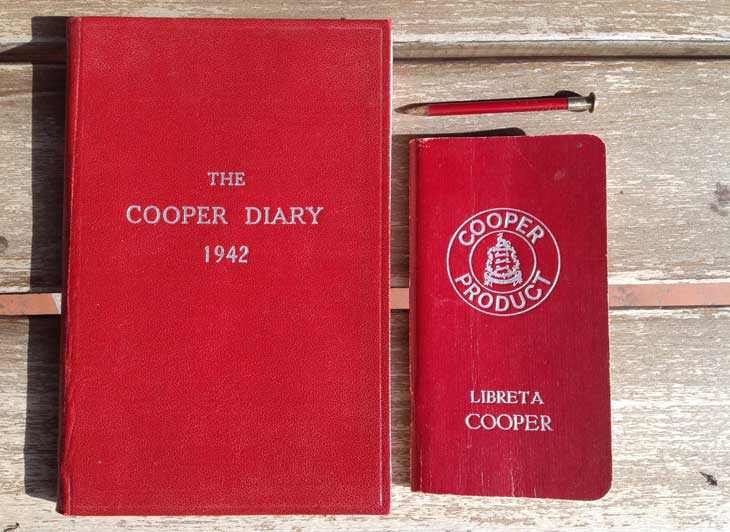 THE
COOPER DIARY
1942
COOPER
PRODUCT
LIBRETA
COOPER